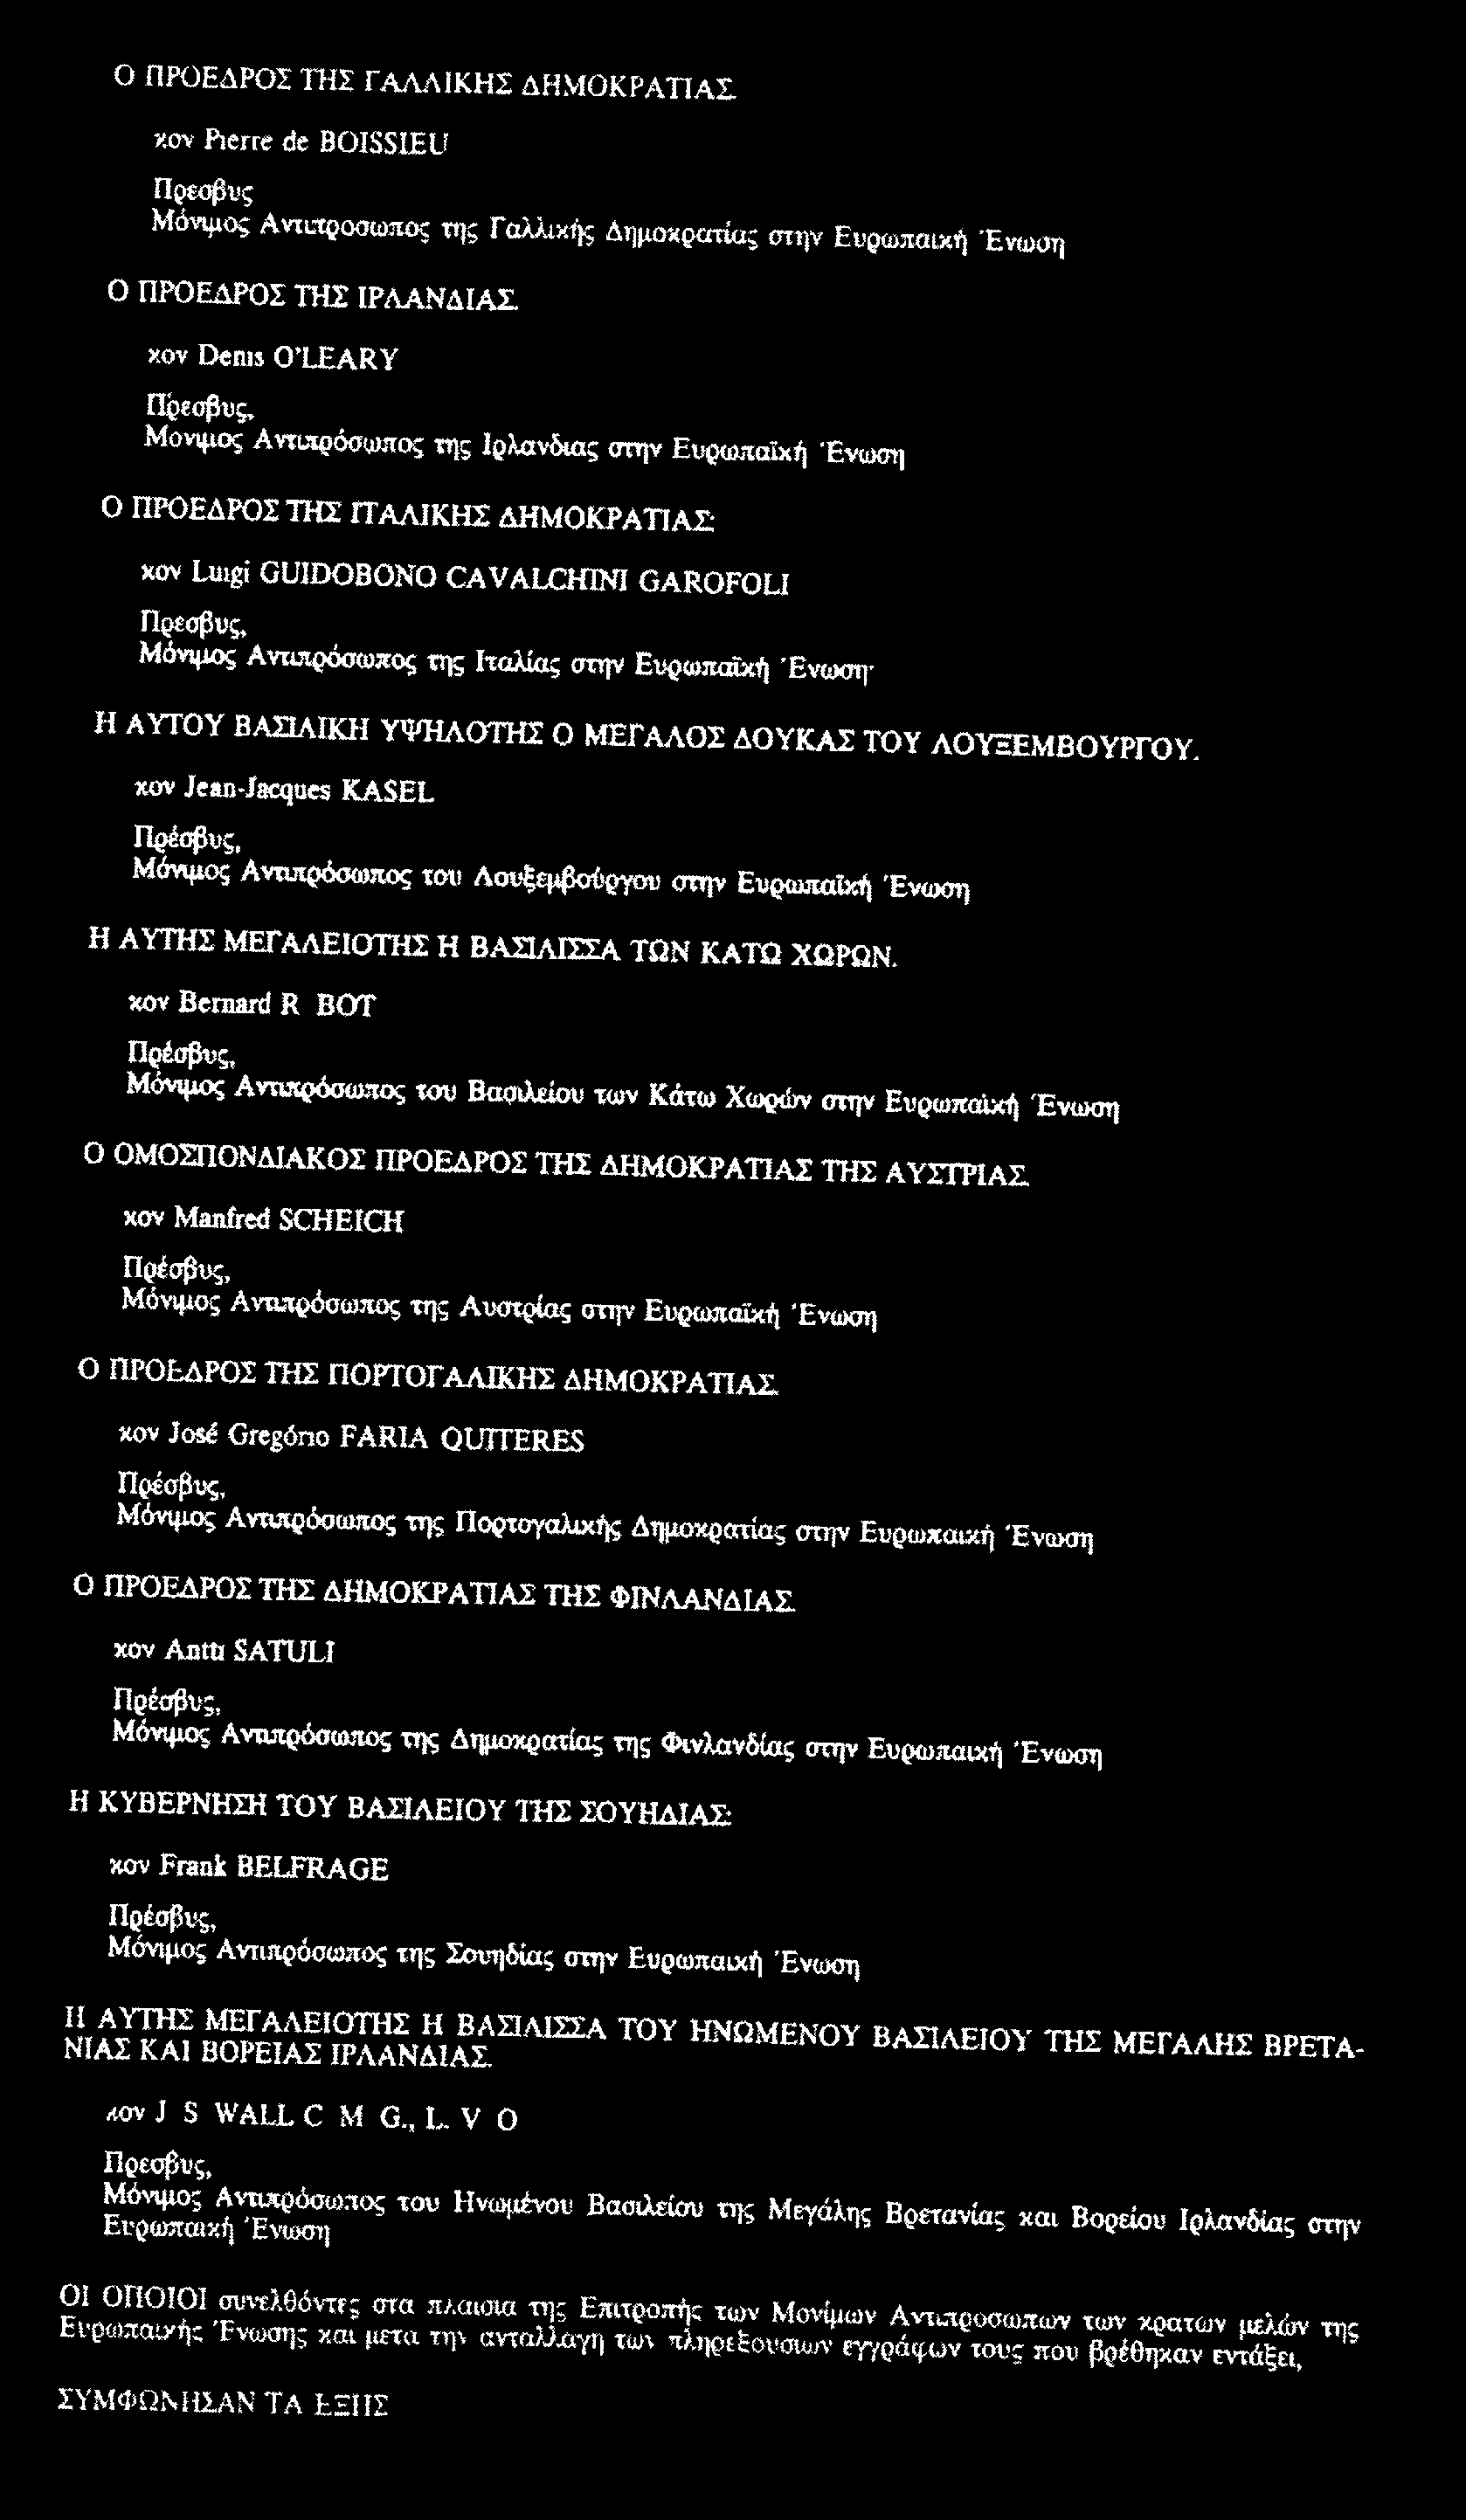 Ο ΠΡΟΕΔΡΟΣ ΤΗΣ ΓΑΛΛΙΚΗΣ ΔΗΜΟΚΡΑΤΙΑΣ
κον Pierre de BOISSIEU
Πρεσβυς
Μόνιμος Αντιπροσωπος της Γαλλικής Δημοκρατίας στην Ευρωπαική Ένωση
Ο ΠΡΟΕΔΡΟΣ ΤΗΣ ΙΡΛΑΝΔΙΑΣ
κον Denis O'LEARY
Πρεσβυς,
Μονιμος Αντιπρόσωπος της Ιρλανδιας στην Ευρωπαϊκή Ένωση
Ο ΠΡΟΕΔΡΟΣ ΤΗΣ ΙΤΑΛΙΚΗΣ ΔΗΜΟΚΡΑΤΙΑΣ:
κον Luigi GUIDOBONO CAVALCHINI GAROFOLI
Πρεσβυς,
Μόνιμος Αντιπρόσωπος της Ιταλίας στην Ευρωπαϊκή Ένωση·
Η ΑΥΤΟΥ ΒΑΣΙΛΙΚΗ ΥΨΗΛΟΤΗΣ Ο ΜΕΓΑΛΟΣ ΔΟΥΚΑΣ ΤΟΥ ΛΟΥΞΕΜΒΟΥΡΓΟΥ.
κον Jean-Jacques KASEL
Πρέσβυς,
Μόνιμος Αντιπρόσωπος του Λουξεμβούργου στην Ευρωπαϊκή Ένωση
Η ΑΥΤΗΣ ΜΕΓΑΛΕΙΟΤΗΣ Η ΒΑΣΙΛΙΣΣΑ ΤΩΝ ΚΑΤΩ ΧΩΡΩΝ.
κον Bernard R BOT
Πρέσβυς,
Μόνιμος Αντιπρόσωπος του Βασιλείου των Κάτω Χωρών στην Ευρωπαϊκή Ένωση
Ο ΟΜΟΣΠΟΝΔΙΑΚΟΣ ΠΡΟΕΔΡΟΣ ΤΗΣ ΔΗΜΟΚΡΑΤΙΑΣ ΤΗΣ ΑΥΣΤΡΙΑΣ
κον Manfred SCHEICH
Πρέσβυς,
Μόνιμος Αντιπρόσωπος της Αυστρίας στην Ευρωπαϊκή Ένωση
Ο ΠΡΟΕΔΡΟΣ ΤΗΣ ΠΟΡΤΟΓΑΛΙΚΗΣ ΔΗΜΟΚΡΑΤΙΑΣ
κον José Gregório FARIA QUITERES
Πρέσβυς,
Μόνιμος Αντιπρόσωπος της Πορτογαλικής Δημοκρατίας στην Ευρωπαική Ένωση
Ο ΠΡΟΕΔΡΟΣ ΤΗΣ ΔΗΜΟΚΡΑΤΙΑΣ ΤΗΣ ΦΙΝΛΑΝΔΙΑΣ
κον Antti SATULI
Πρέσβυς,
Μόνιμος Αντιπρόσωπος της Δημοκρατίας της Φινλανδίας στην Ευρωπαική Ένωση
Η ΚΥΒΕΡΝΗΣΗ ΤΟΥ ΒΑΣΙΛΕΙΟΥ ΤΗΣ ΣΟΥΗΔΙΑΣ:
κον Frank BELFRAGE
Πρέσβυς,
Μόνιμος Αντιπρόσωπος της Σουηδίας στην Ευρωπαική Ένωση
Η ΑΥΤΗΣ ΜΕΓΑΛΕΙΟΤΗΣ Η ΒΑΣΙΛΙΣΣΑ ΤΟΥ ΗΝΩΜΕΝΟΥ ΒΑΣΙΛΕΙΟΥ ΤΗΣ ΜΕΓΑΛΗΣ ΒΡΕΤΑ-
ΝΙΑΣ ΚΑΙ ΒΟΡΕΙΑΣ ΙΡΛΑΝΔΙΑΣ
κον J S WALL C M G., L. V O
Πρεσβυς,
Μόνιμος Αντιπρόσωπος του Ηνωμένου Βασιλείου της Μεγάλης Βρετανίας και Βορείου Ιρλανδίας στην
Ευρωπαική Ένωση
ΟΙ ΟΠΟΙΟΙ συνελθόντες στα πλαισια της Επιτροπής των Μονίμων Αντιπροσωπων των κρατων μελών της
Ευρωπαικής Ένωσης και μετα την ανταλλαγη των πληρεξουσιων εγγράφων τους που βρέθηκαν εντάξει,
ΣΥΜΦΩΝΗΣΑΝ ΤΑ ΕΞΗΣ